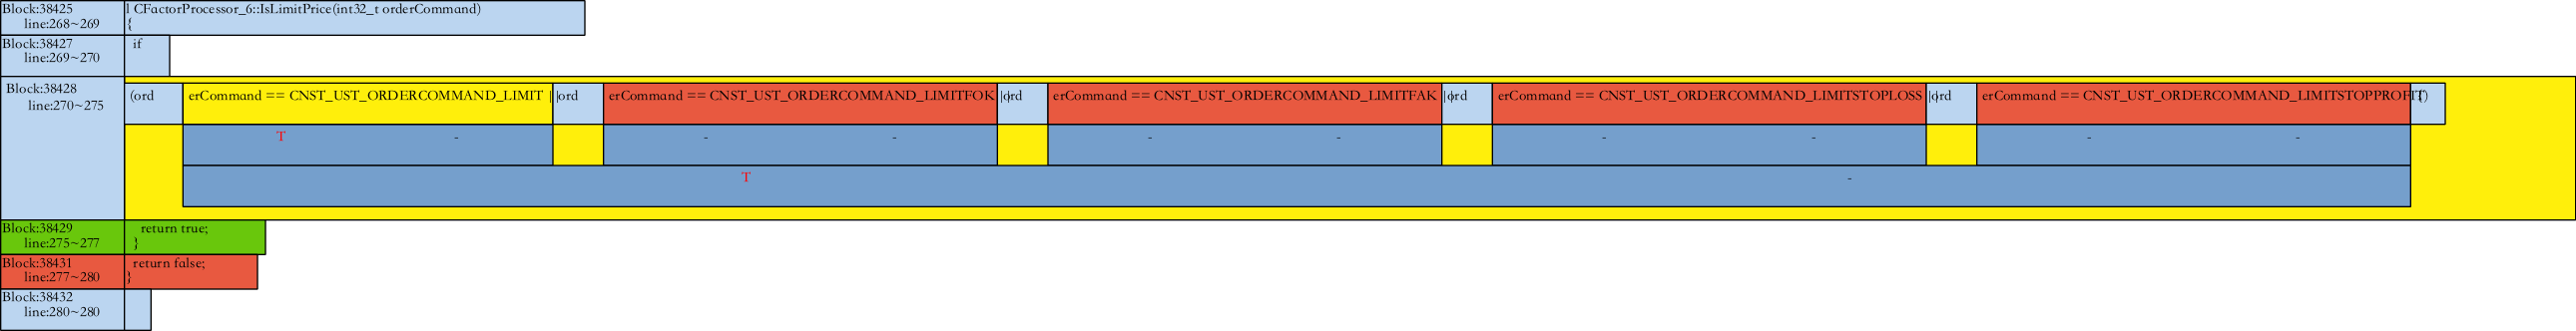 Block:38425
line:268~269
l CFactorProcessor_6::IsLimitPrice(int32_t orderCommand)
{
Block:38427
line:269~270
if
Block:38428
line:270~275
(ord erCommand == CNST_UST_ORDERCOMMAND_LIMIT || ord erCommand == CNST_UST_ORDERCOMMAND_LIMITFOK || ord erCommand == CNST_UST_ORDERCOMMAND_LIMITFAK || ord erCommand == CNST_UST_ORDERCOMMAND_LIMITSTOPLOSS || ord erCommand == CNST_UST_ORDERCOMMAND_LIMITSTOPPROFIT)
T - - - - - - - - -
T -
Block:38429
line:275~277
return true;
}
Block:38431
line:277~280
return false;
}
Block:38432
line:280~280